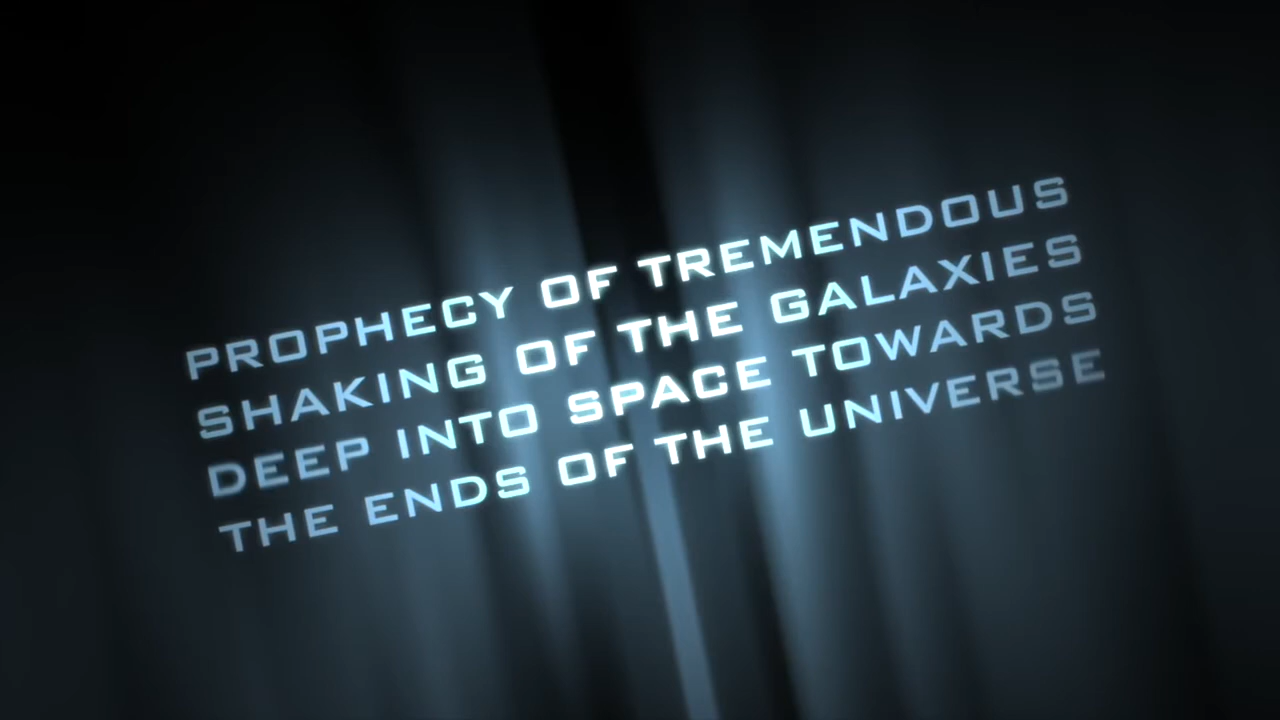 PROPHECY OF TREMENDOUS
SHAKING OF THE GALAXIES
DEEP INTO SPACE TOWARDS
THE ENDS OF THE UNIVERSE